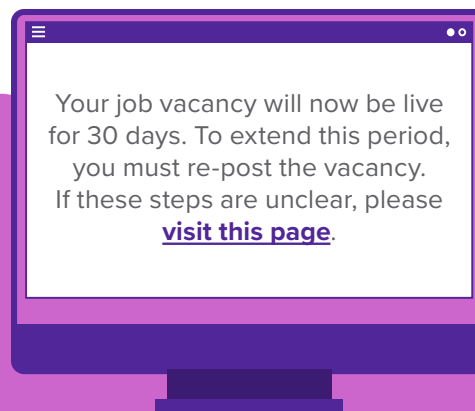 Your job vacancy will now be live
for 30 days. To extend this period,
you must re-post the vacancy.
If these steps are unclear, please
visit this page.